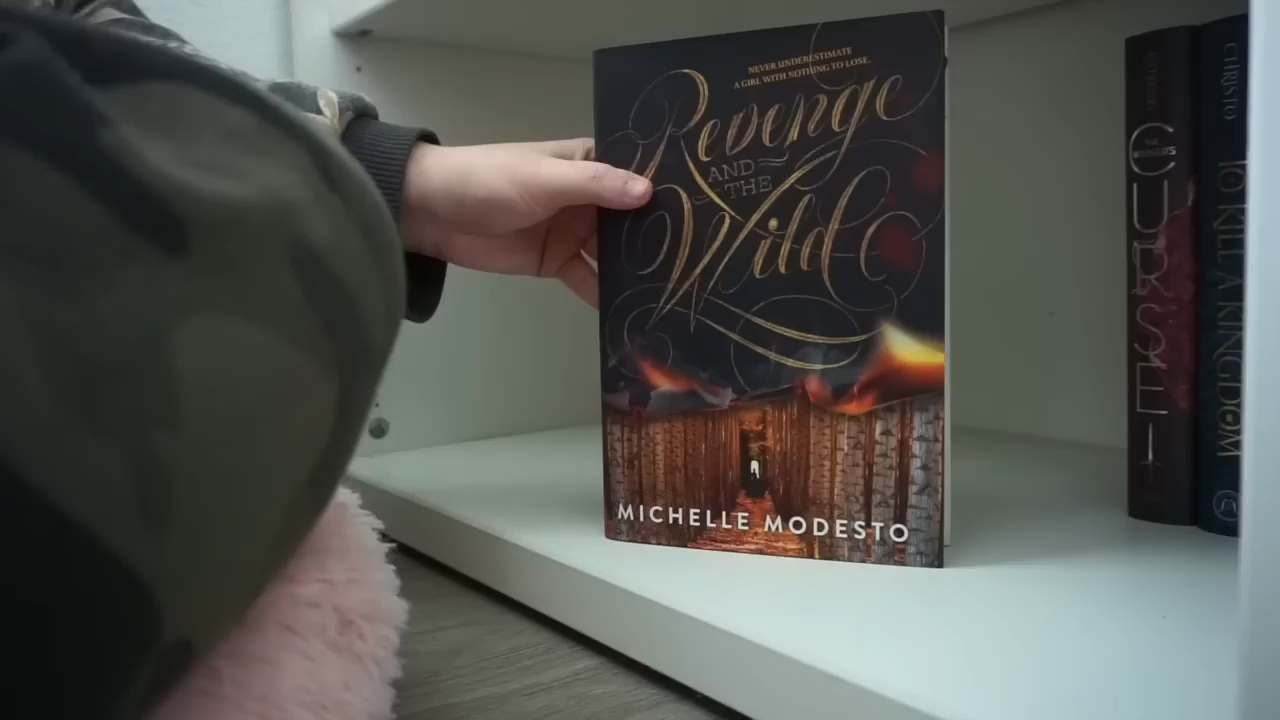 NEVER UNDERESTIMATE
A GIRL WITH NOTHING TO LOSE.
Revenge
AND
THE
Wild
MICHELLE MODESTO
THE
WINNER'S
CURSE
CHRISTO
TO KILL A KINGDOM